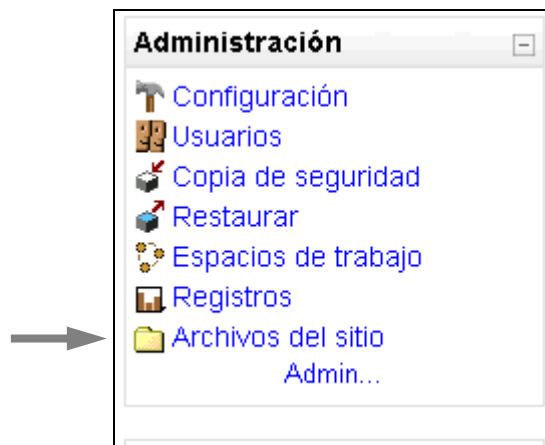 Administración
Configuración
Usuarios
Copia de seguridad
Restaurar
Espacios de trabajo
Registros
Archivos del sitio
Admin...